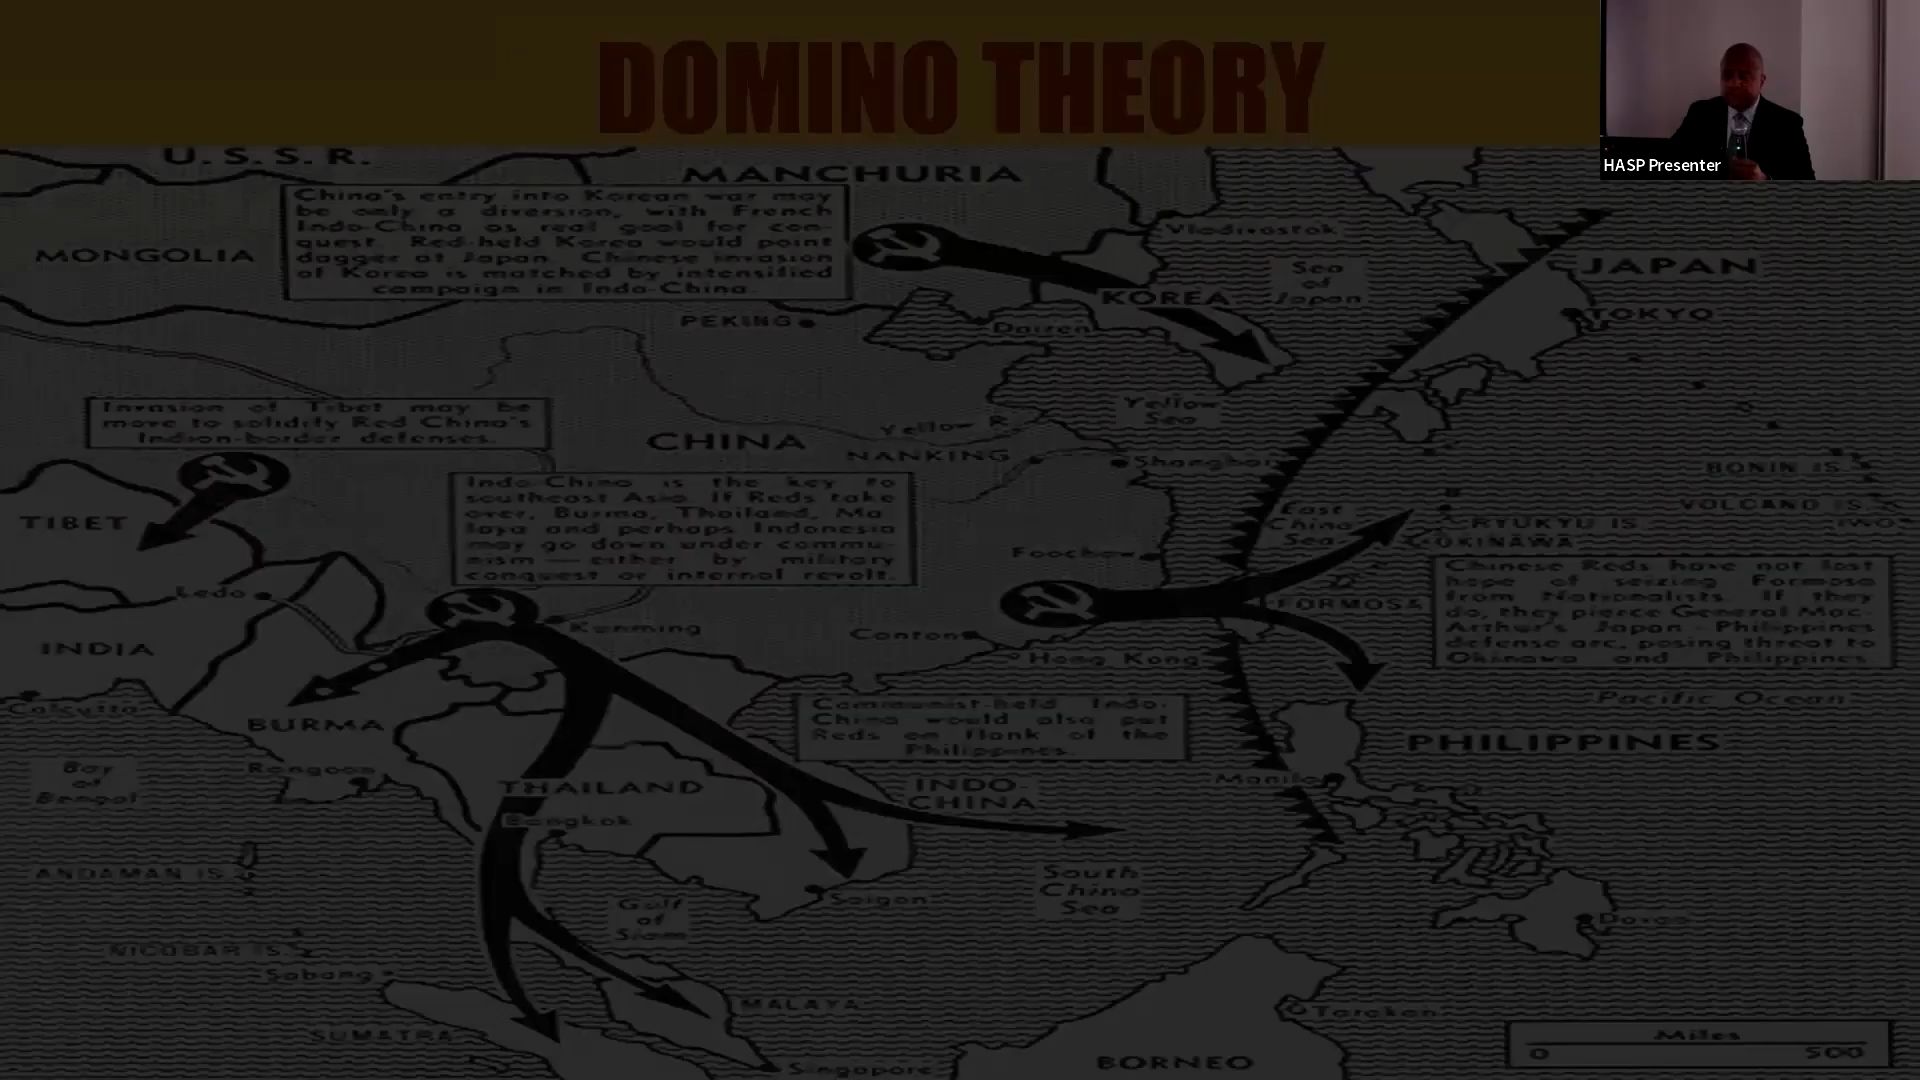 DOMINO THEORY
HASP Presenter
U.S.S.R.
MANCHURIA
China's entry into Korean war may
be only a diversion, with French
Indo-China as real goal for con-
quest. Red-held Korea would point
dagger at Japan. Chinese invasion
of Korea is matched by intensified
campaign in Indo-China.
MONGOLIA
Vladivostok
Sea
of
Japan
JAPAN
KOREA
TOKYO
PEKING
Dairen
Invasion of Tibet may be
move to solidify Red China's
Indian-border defenses.
Yellow
Sea
CHINA
Yellow R.
NANKING
Shanghai
BONIN IS.
Indo-China is the key to
southeast Asia. If Reds take
over, Burma, Thailand, Ma
laya and perhaps Indonesia
may go down under commu-
nism — either by military
conquest or internal revolt.
VOLCANO IS.
IWO
TIBET
East
China
Sea
RYUKYU IS.
OKINAWA
Foochow
Chinese Reds have not lost
hope of seizing Formosa
from Nationalists. If they
do, they pierce General Mac-
Arthur's Japan-Philippines
defense arc, posing threat to
Okinawa and Philippines
Ledo
FORMOSA
Kunming
Canton
INDIA
Hong Kong
Calcutta
BURMA
Communist-held Indo-
China would also put
Reds on flank of the
Philippines.
Pacific Ocean
PHILIPPINES
Bay
of
Bengal
Rangoon
THAILAND
INDO-
CHINA
Manila
Bangkok
ANDAMAN IS.
South
China
Sea
Saigon
Gulf
of
Siam
Davao
NICOBAR IS.
Sabang
MALAYA
Tarakan
SUMATRA
Miles
0 500
Singapore
BORNEO